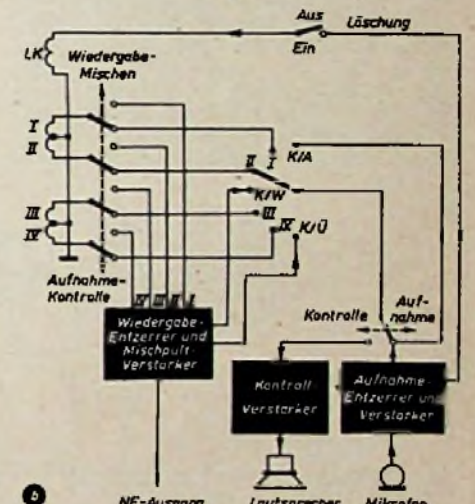 Aus
Löschung
Ein
LK
Wiedergabe-
Mischen
I
II
III
IV
II
I
K/A
K/W
III
IV
K/Ü
Aufnahme-
Kontrolle
IV III II I
Wiedergabe-
Entzerrer und
Mischpult-
Verstärker
Kontrolle
Auf-
nahme
Kontroll-
Verstärker
Aufnahme-
Entzerrer und
Verstärker
b
NF-Ausgang
Lautsprecher
Mikrofon